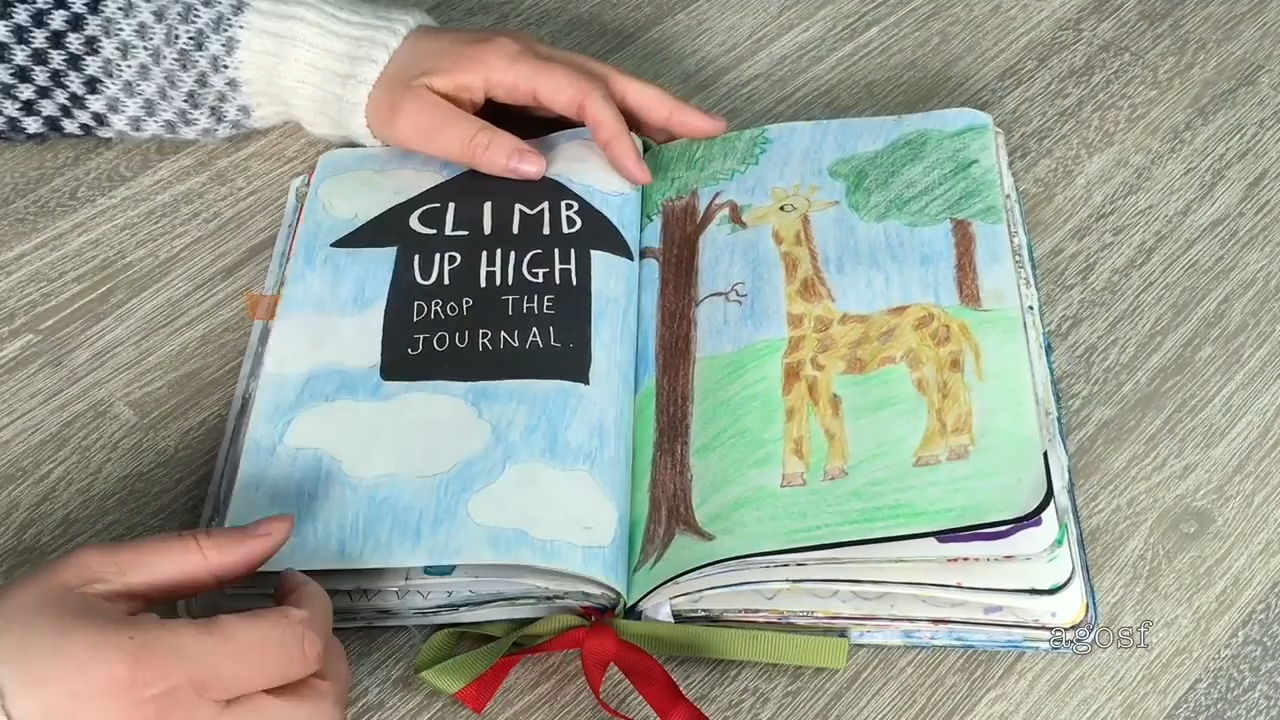 CLIMB
UP HIGH
DROP THE
JOURNAL.
agosf